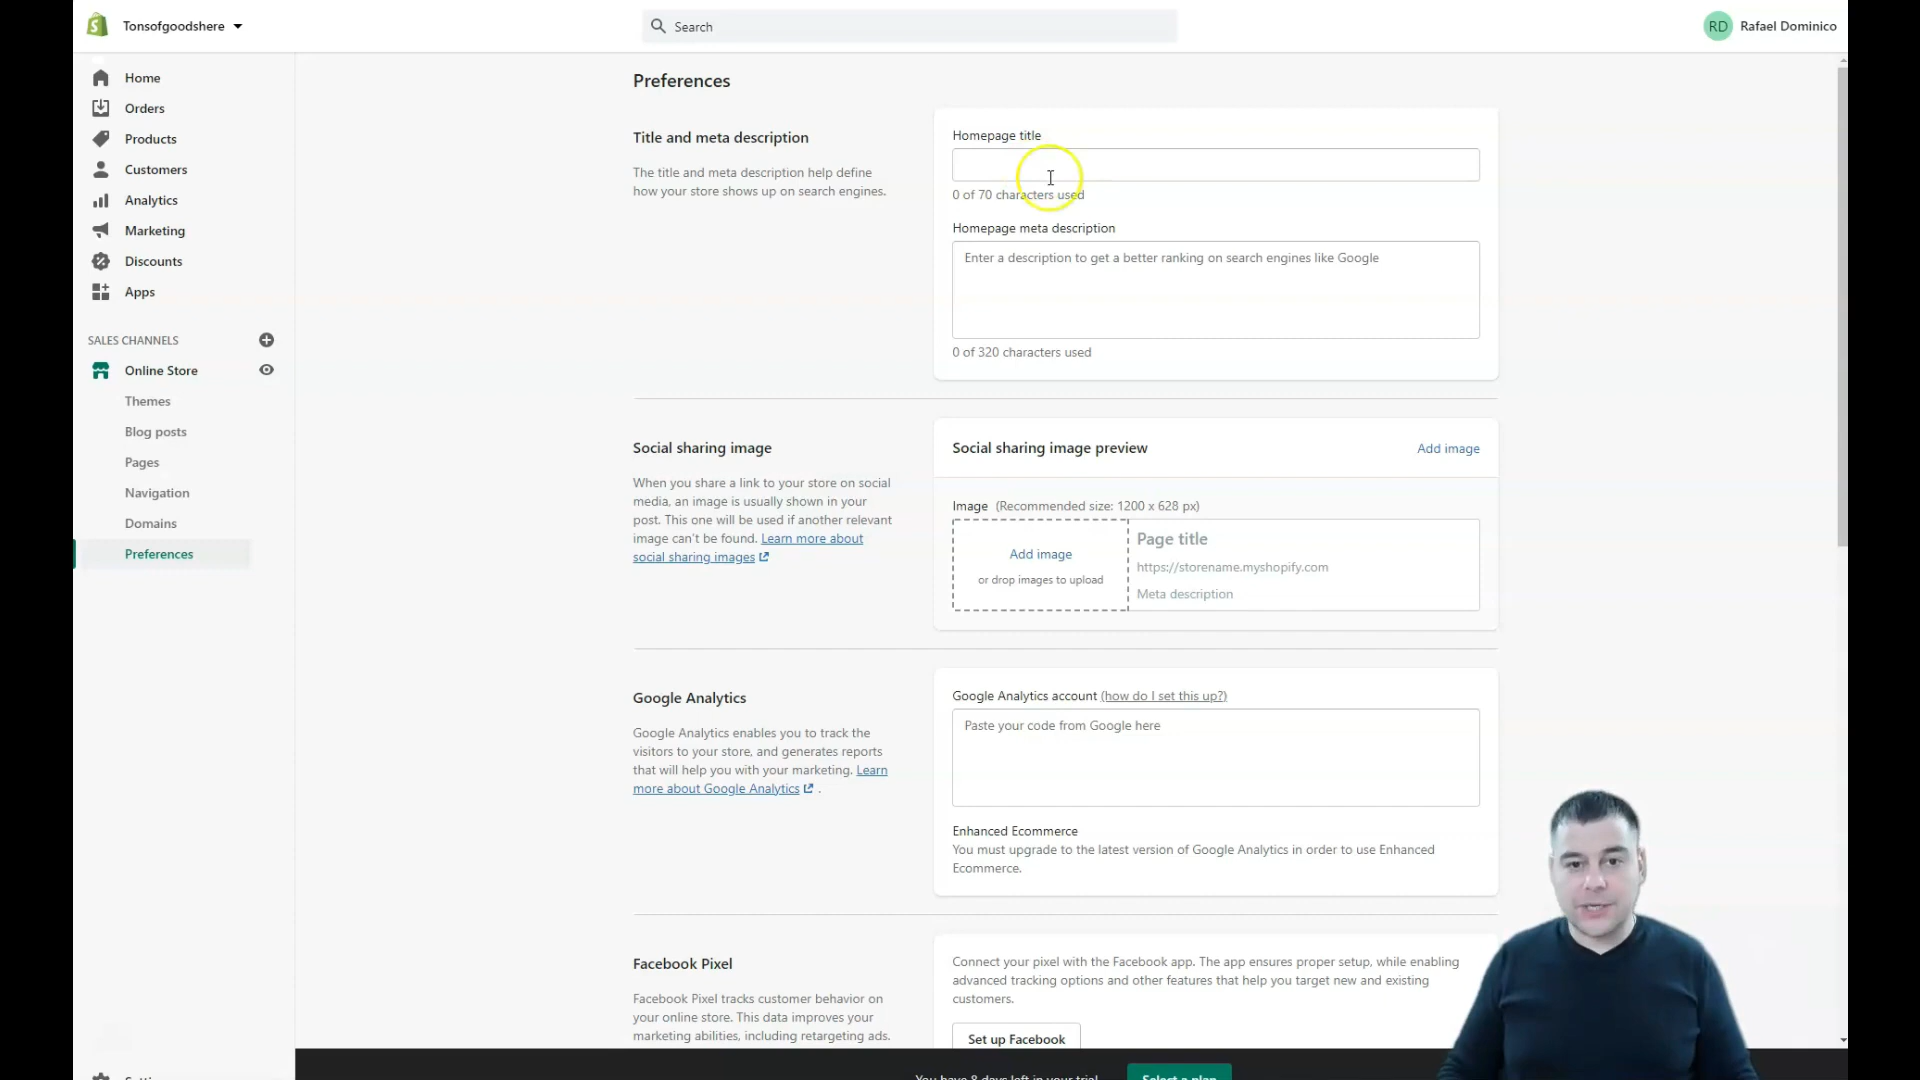 Tonsofgoodshere
Search
RD Rafael Dominico
Home
Orders
Products
Customers
Analytics
Marketing
Discounts
Apps
SALES CHANNELS
Online Store
Themes
Blog posts
Pages
Navigation
Domains
Preferences
Preferences
Title and meta description
The title and meta description help define
how your store shows up on search engines.
Homepage title
0 of 70 characters used
Homepage meta description
Enter a description to get a better ranking on search engines like Google
0 of 320 characters used
Social sharing image
When you share a link to your store on social
media, an image is usually shown in your
post. This one will be used if another relevant
image can't be found. Learn more about
social sharing images
Social sharing image preview
Add image
Image (Recommended size: 1200 x 628 px)
Add image
or drop images to upload
Page title
https://storename.myshopify.com
Meta description
Google Analytics
Google Analytics enables you to track the
visitors to your store, and generates reports
that will help you with your marketing. Learn
more about Google Analytics .
Google Analytics account (how do I set this up?)
Paste your code from Google here
Enhanced Ecommerce
You must upgrade to the latest version of Google Analytics in order to use Enhanced
Ecommerce.
Facebook Pixel
Facebook Pixel tracks customer behavior on
your online store. This data improves your
marketing abilities, including retargeting ads.
Connect your pixel with the Facebook app. The app ensures proper setup, while enabling
advanced tracking options and other features that help you target new and existing
customers.
Set up Facebook
You have 8 days left in your trial
Select a plan